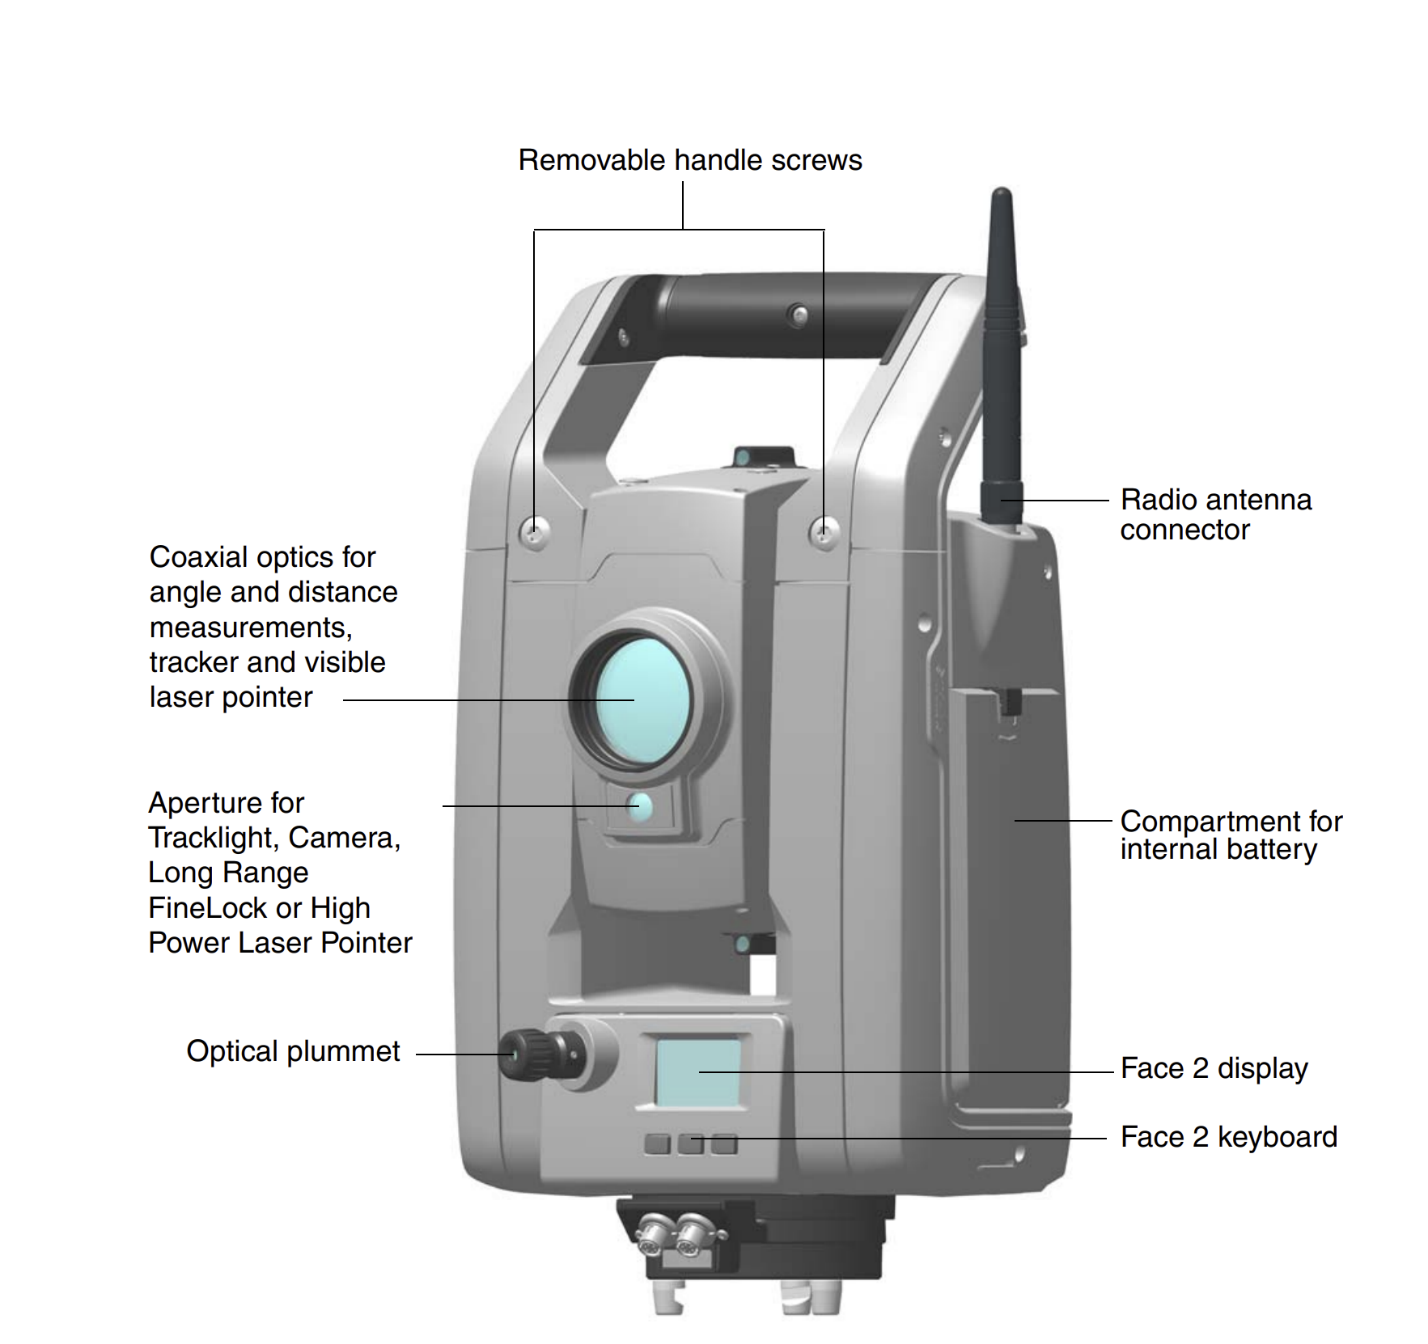 Removable handle screws
Radio antenna
connector
Coaxial optics for
angle and distance
measurements,
tracker and visible
laser pointer
Aperture for
Tracklight, Camera,
Long Range
FineLock or High
Power Laser Pointer
Compartment for
internal battery
Optical plummet
Face 2 display
Face 2 keyboard